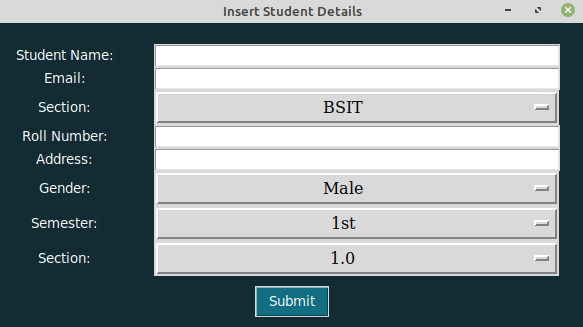 Insert Student Details
Student Name:
Email:
Section: BSIT
Roll Number:
Address:
Gender: Male
Semester: 1st
Section: 1.0
Submit